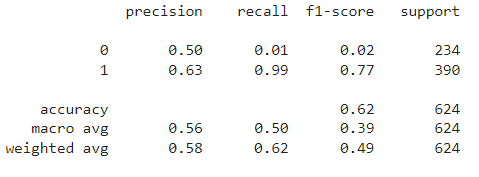 precision recall f1-score support
0 0.50 0.01 0.02 234
1 0.63 0.99 0.77 390
accuracy 0.62 624
macro avg 0.56 0.50 0.39 624
weighted avg 0.58 0.62 0.49 624